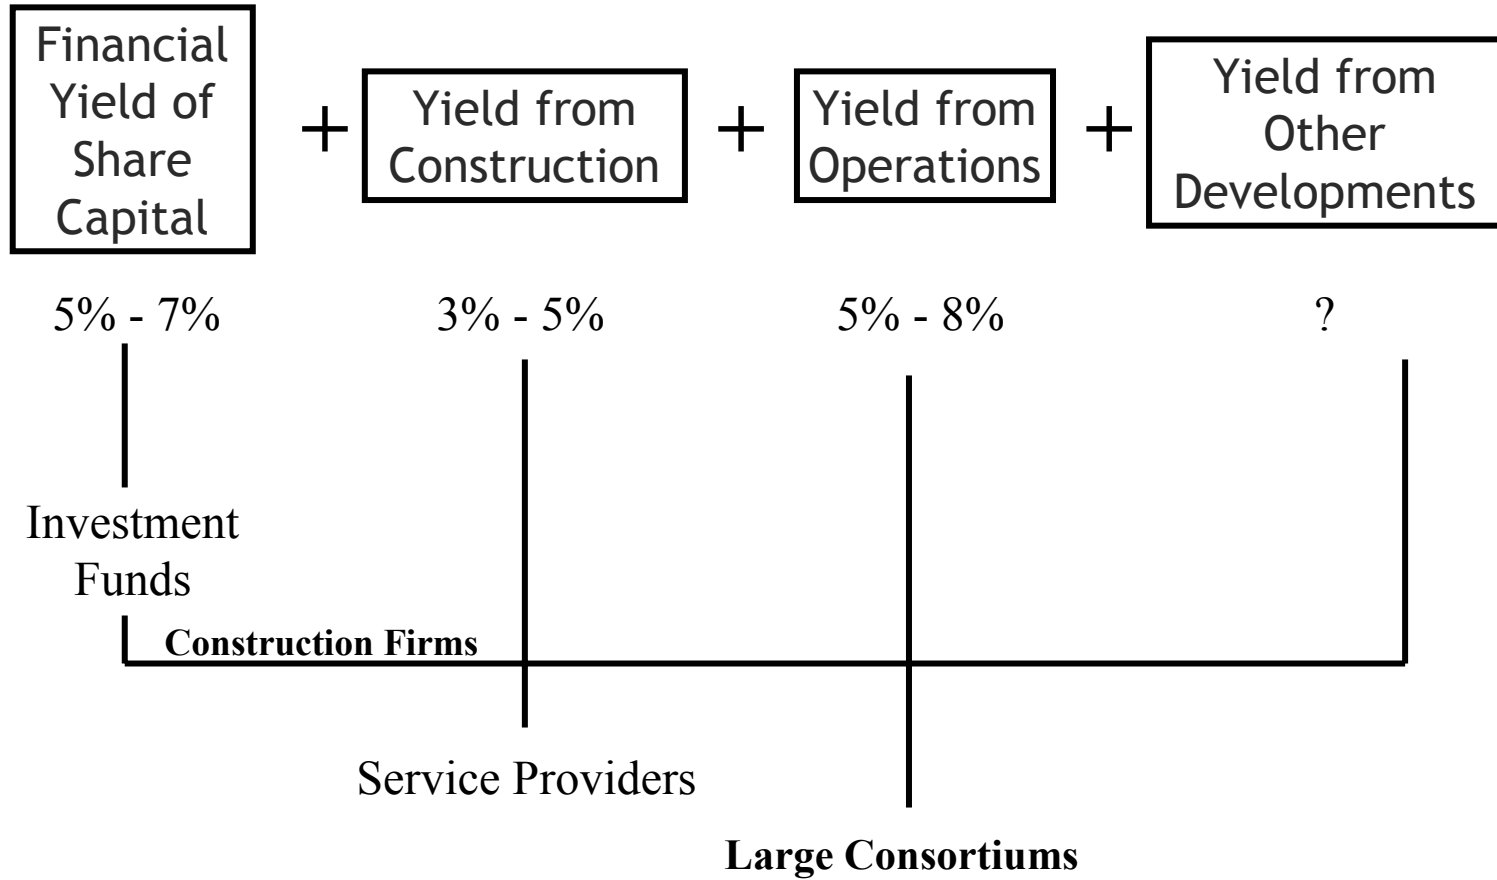 Financial
Yield of
Share
Capital
+
Yield from
Construction
+
Yield from
Operations
+
Yield from
Other
Developments
5% - 7%
3% - 5%
5% - 8%
?
Investment
Funds
Construction Firms
Service Providers
Large Consortiums